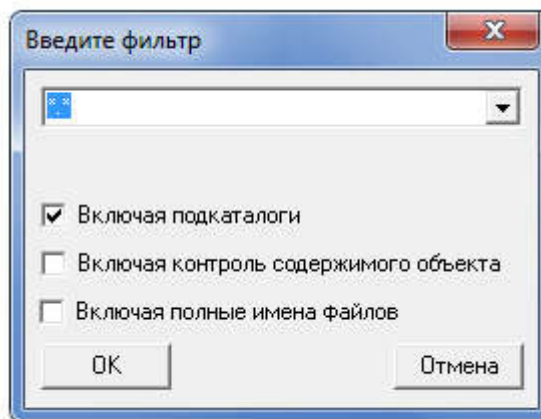 Введите фильтр
*.*
Включая подкаталоги
Включая контроль содержимого объекта
Включая полные имена файлов
OK
Отмена